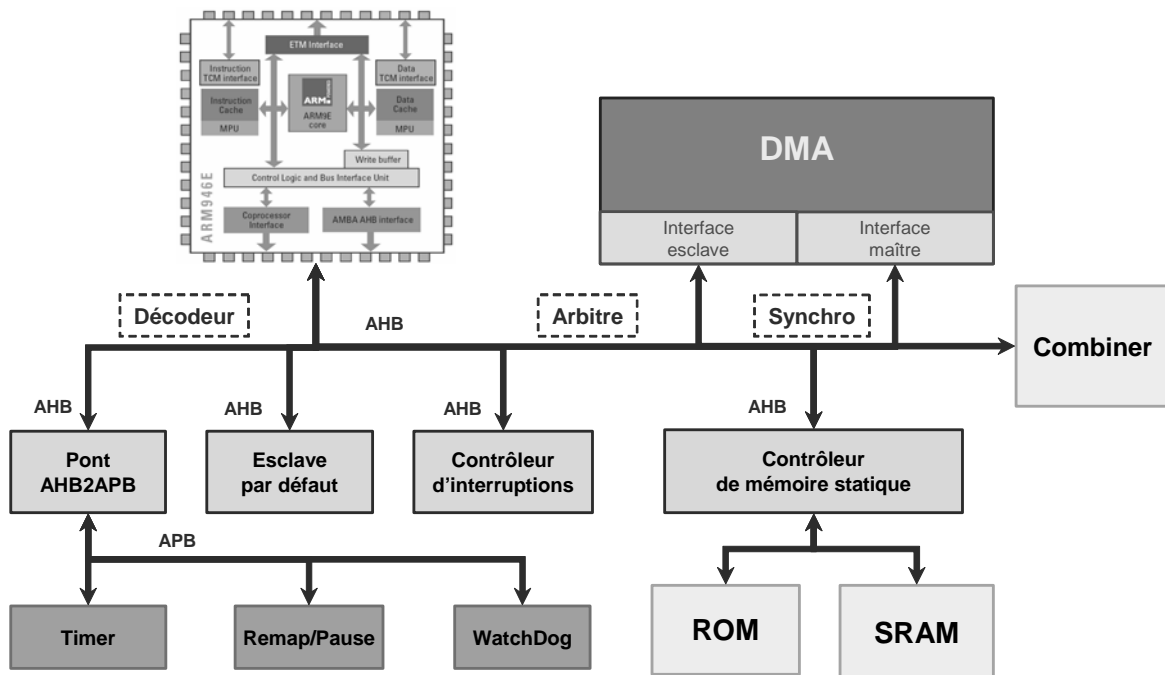 ETM Interface
Instruction
TCM interface
Data
TCM interface
Instruction
Cache
MPU
ARM
ARM9E
core
Data
Cache
MPU
Write buffer
Control Logic and Bus Interface Unit
Coprocessor
Interface
AMBA AHB interface
ARM946E
DMA
Interface
esclave
Interface
maître
Décodeur
AHB
Arbitre
Synchro
Combiner
AHB
AHB
AHB
AHB
Pont
AHB2APB
Esclave
par défaut
Contrôleur
d’interruptions
Contrôleur
de mémoire statique
APB
Timer
Remap/Pause
WatchDog
ROM
SRAM